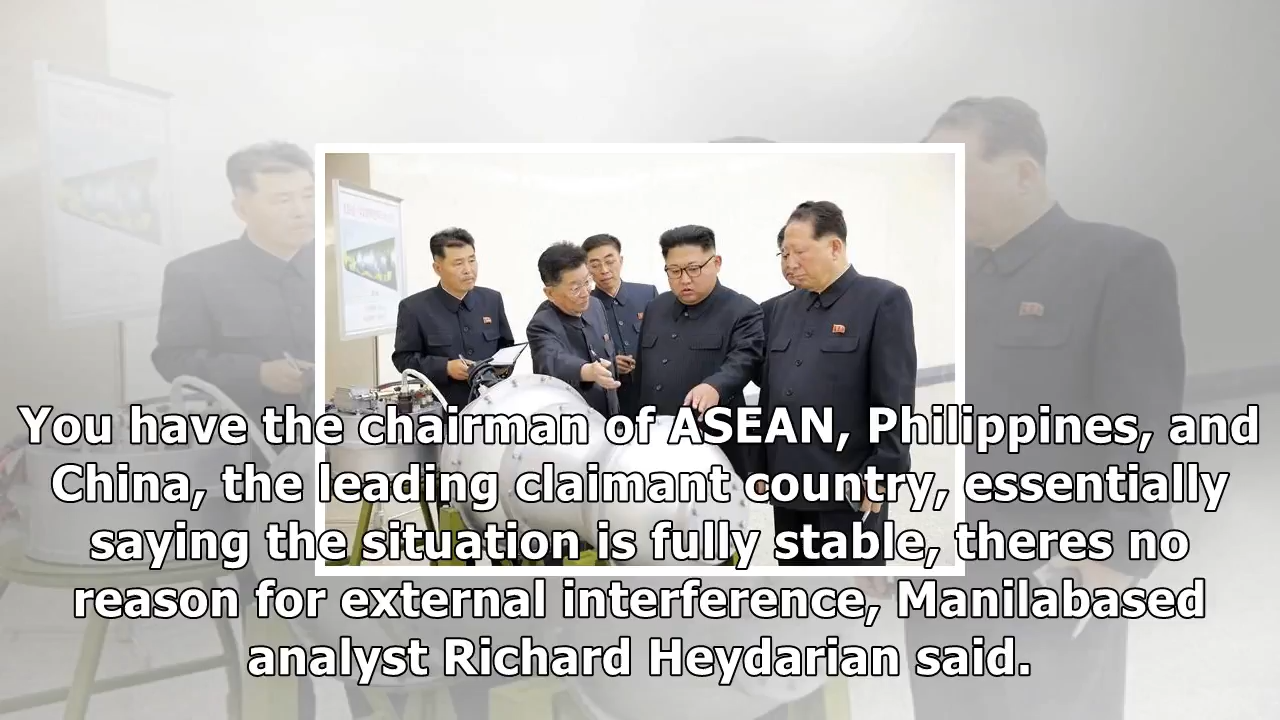 You have the chairman of ASEAN, Philippines, and
China, the leading claimant country, essentially
saying the situation is fully stable, theres no
reason for external interference, Manilabased
analyst Richard Heydarian said.